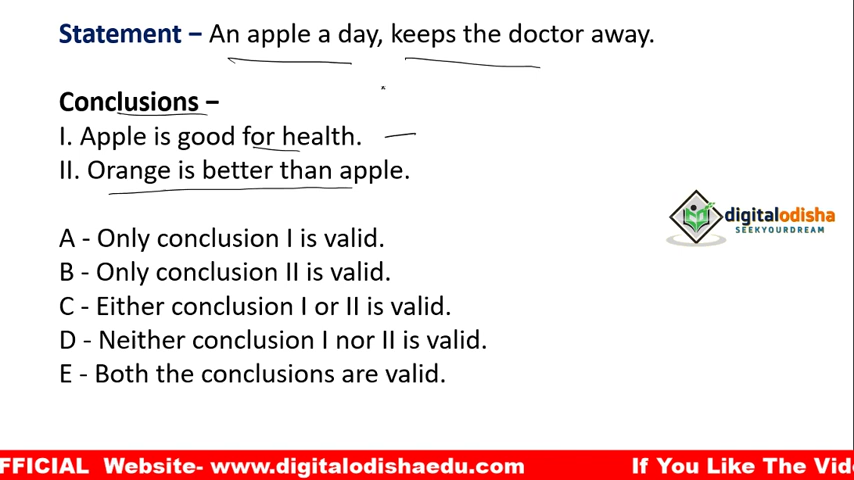 Statement – An apple a day, keeps the doctor away.
Conclusions –
I. Apple is good for health.
II. Orange is better than apple.
digitalodisha
SEEKYOURDREAM
A - Only conclusion I is valid.
B - Only conclusion II is valid.
C - Either conclusion I or II is valid.
D - Neither conclusion I nor II is valid.
E - Both the conclusions are valid.
FFICIAL Website- www.digitalodishaedu.com If You Like The Vid